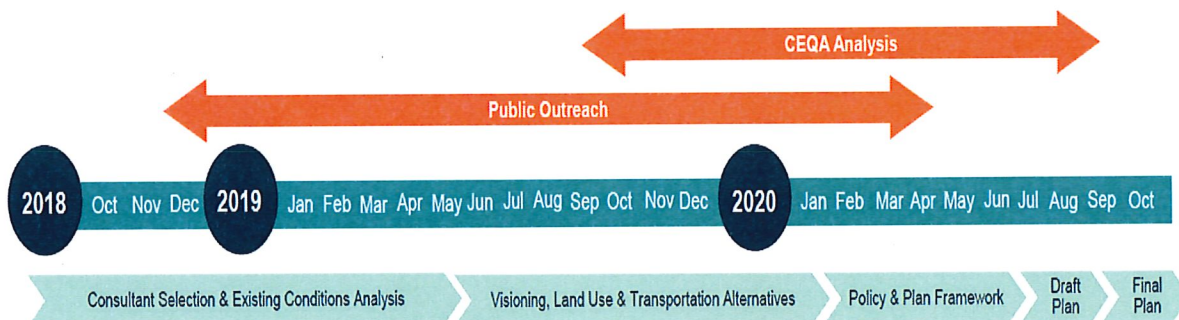 CEQA Analysis
Public Outreach
2018 Oct Nov Dec 2019 Jan Feb Mar Apr May Jun Jul Aug Sep Oct Nov Dec 2020 Jan Feb Mar Apr May Jun Jul Aug Sep Oct
Consultant Selection & Existing Conditions Analysis
Visioning, Land Use & Transportation Alternatives
Policy & Plan Framework
Draft
Plan
Final
Plan